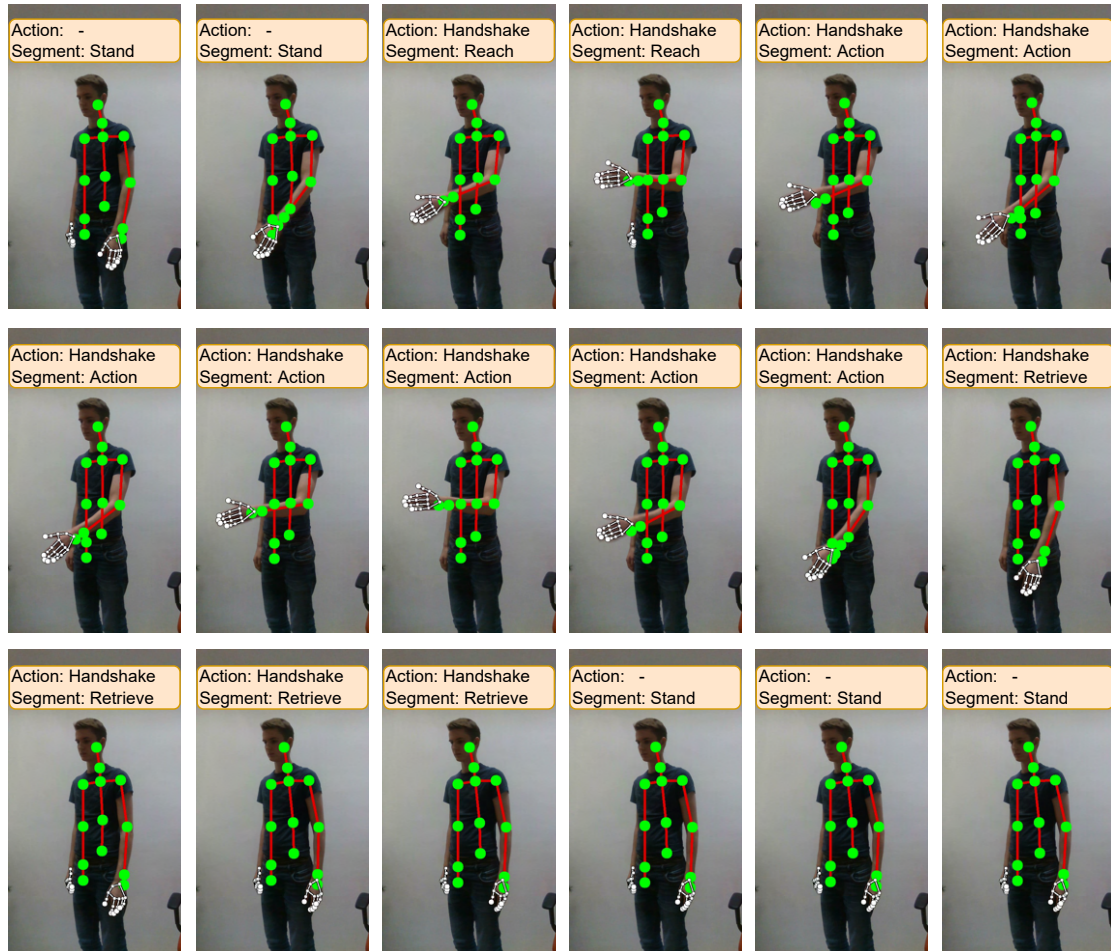 Action: -
Segment: Stand
Action: -
Segment: Stand
Action: Handshake
Segment: Reach
Action: Handshake
Segment: Reach
Action: Handshake
Segment: Action
Action: Handshake
Segment: Action
Action: Handshake
Segment: Action
Action: Handshake
Segment: Action
Action: Handshake
Segment: Action
Action: Handshake
Segment: Action
Action: Handshake
Segment: Action
Action: Handshake
Segment: Retrieve
Action: Handshake
Segment: Retrieve
Action: Handshake
Segment: Retrieve
Action: Handshake
Segment: Retrieve
Action: -
Segment: Stand
Action: -
Segment: Stand
Action: -
Segment: Stand